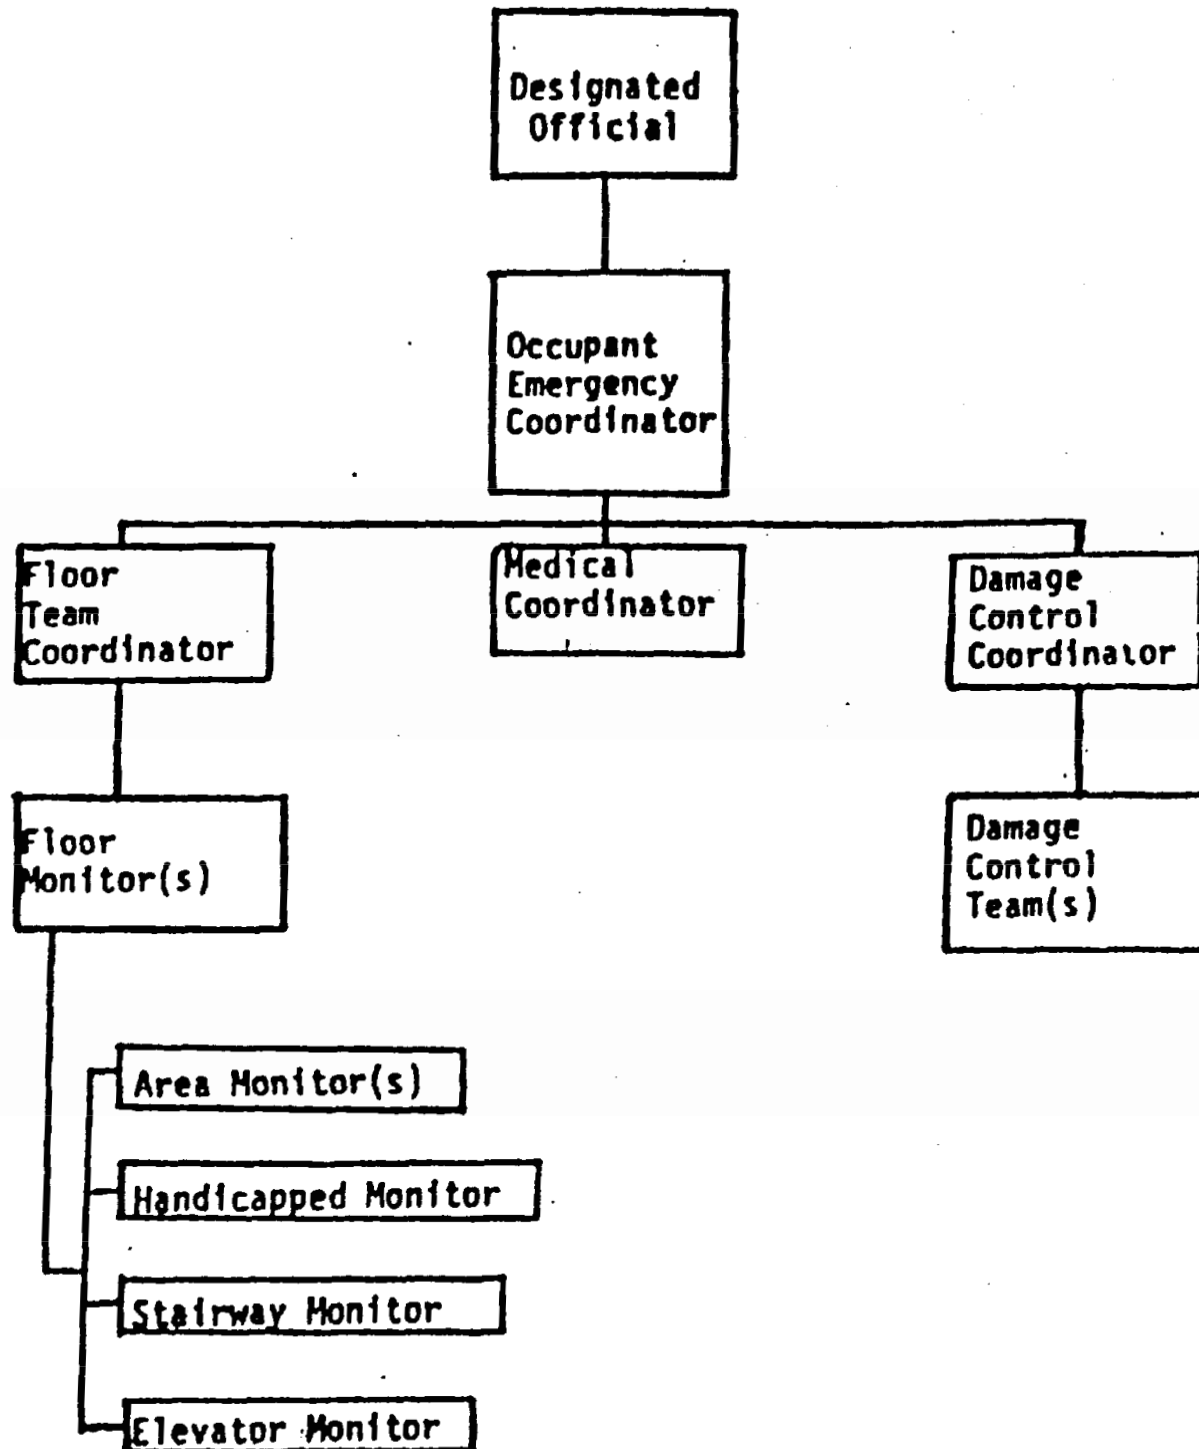 Designated
Official
Occupant
Emergency
Coordinator
Floor
Team
Coordinator
Medical
Coordinator
Damage
Control
Coordinator
Floor
Monitor(s)
Damage
Control
Team(s)
Area Monitor(s)
Handicapped Monitor
Stairway Monitor
Elevator Monitor